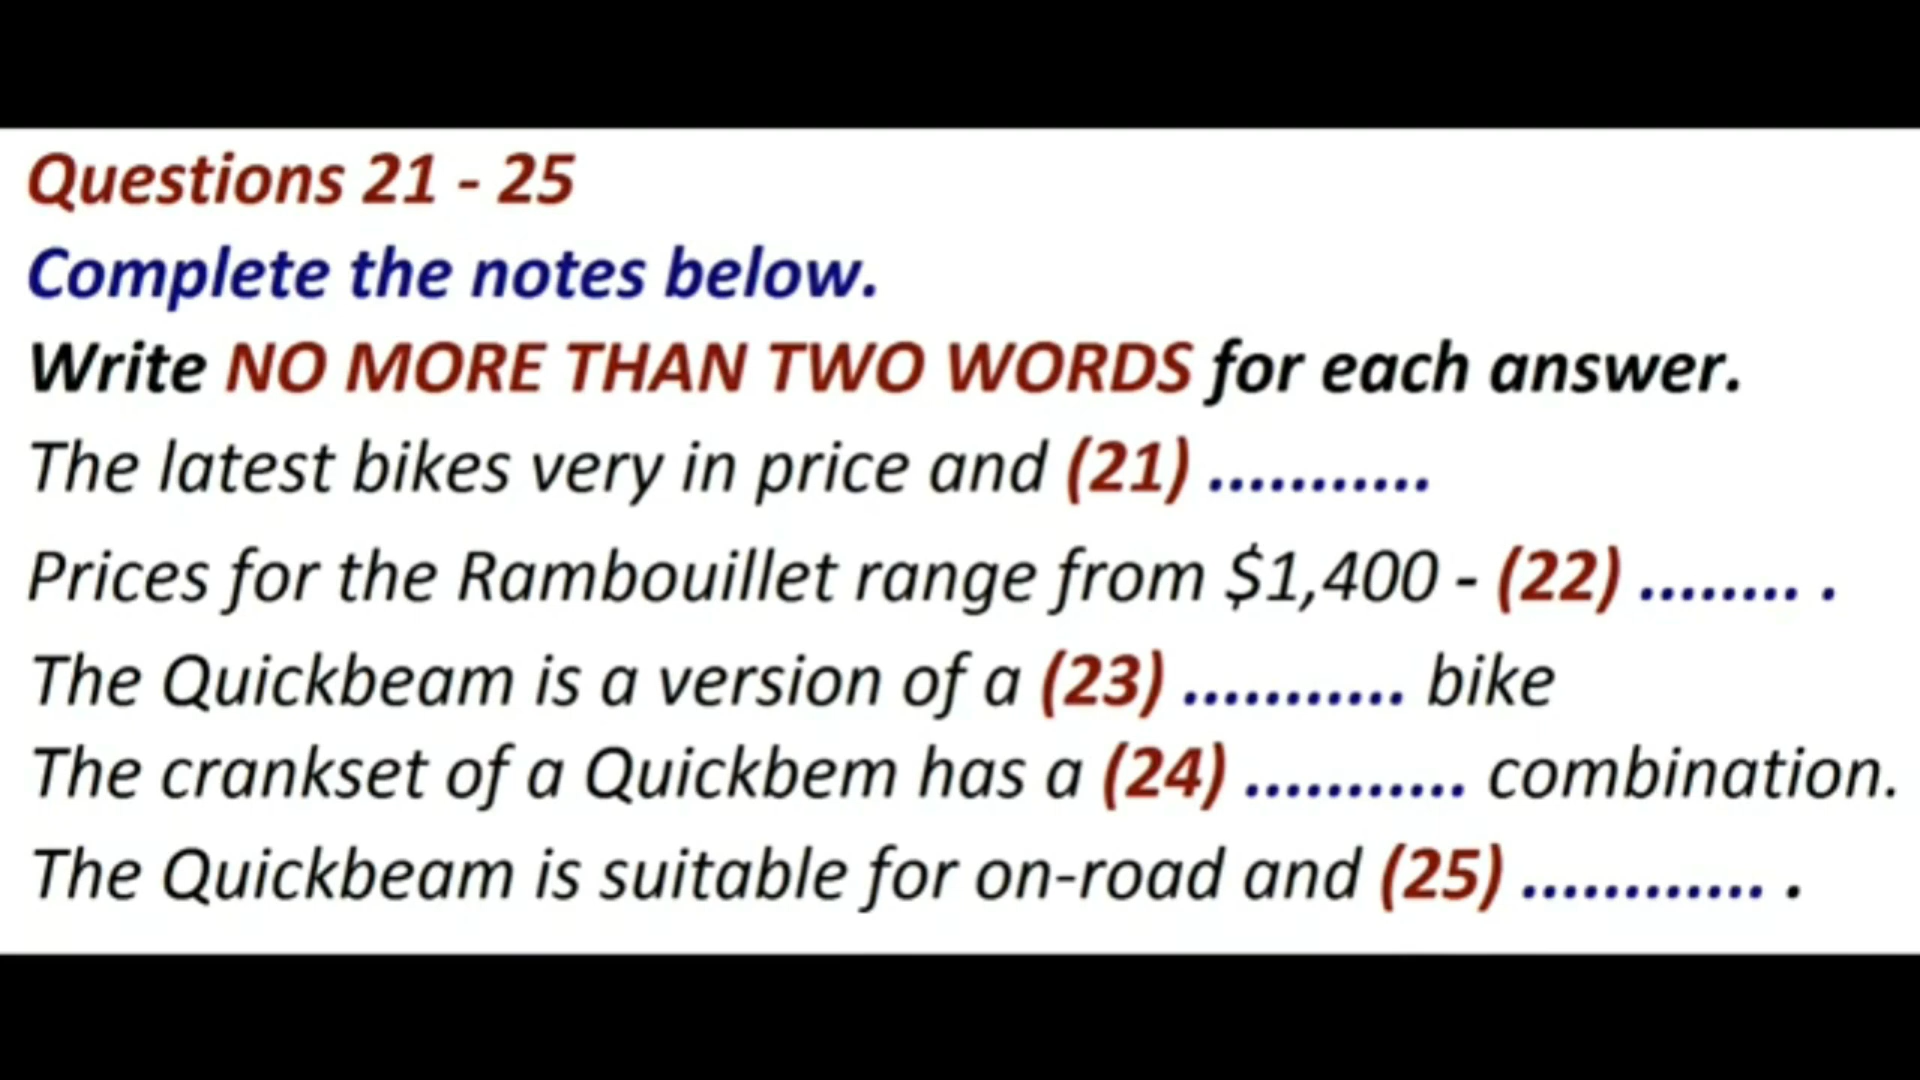 Questions 21 - 25
Complete the notes below.
Write NO MORE THAN TWO WORDS for each answer.
The latest bikes very in price and (21) ...........
Prices for the Rambouillet range from $1,400 - (22) ........ .
The Quickbeam is a version of a (23) ........... bike
The crankset of a Quickbem has a (24) ........... combination.
The Quickbeam is suitable for on-road and (25) ............ .